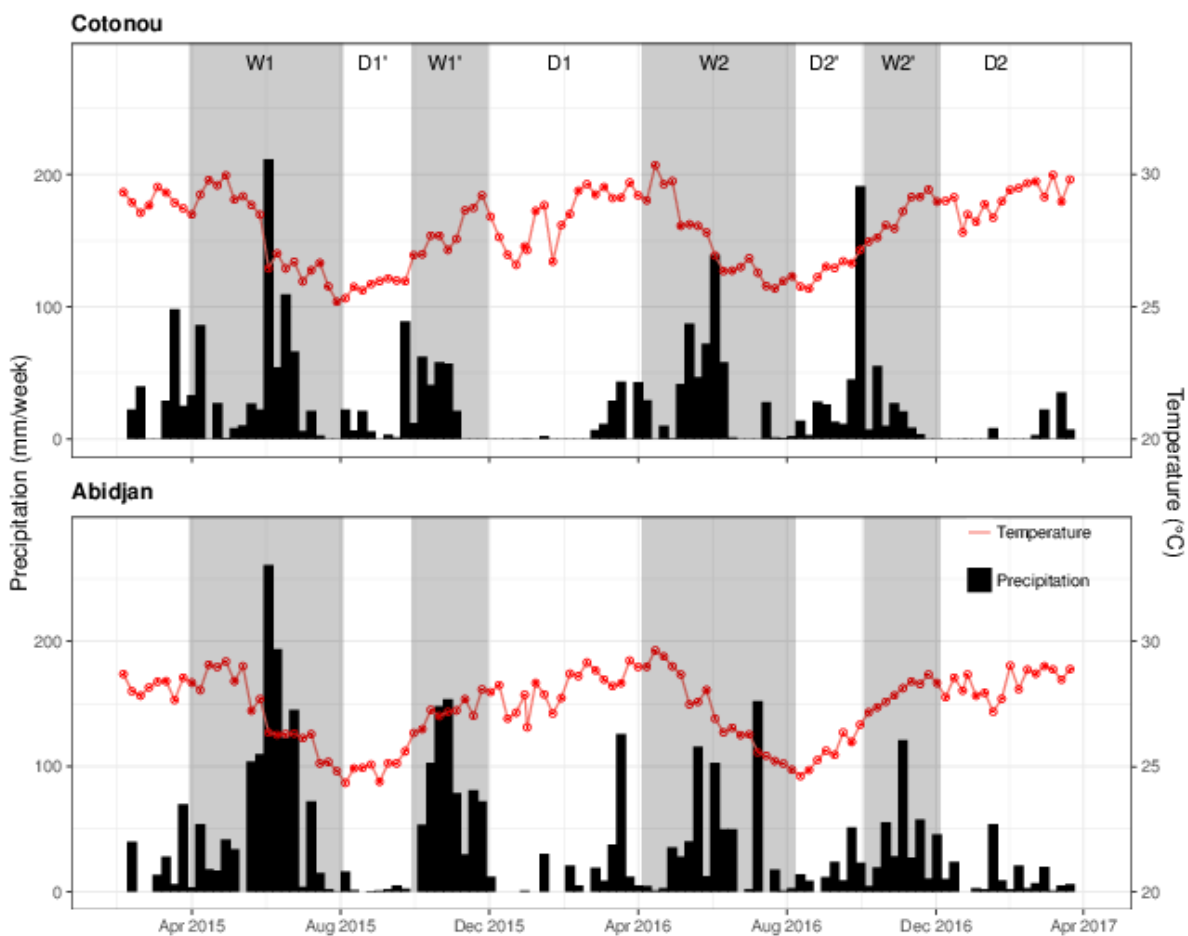 Cotonou
W1 D1' W1' D1 W2 D2' W2' D2
200
100
0
30
25
20
Precipitation (mm/week)
Temperature (°C)
Abidjan
Temperature
Precipitation
200
100
0
30
25
20
Apr 2015 Aug 2015 Dec 2015 Apr 2016 Aug 2016 Dec 2016 Apr 2017